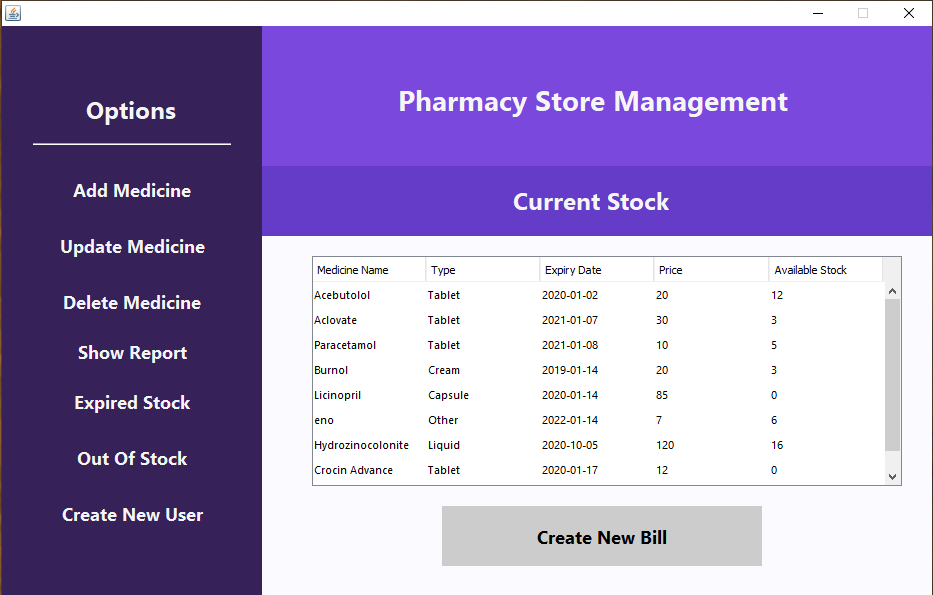 Options
Add Medicine
Update Medicine
Delete Medicine
Show Report
Expired Stock
Out Of Stock
Create New User
Pharmacy Store Management
Current Stock
Medicine Name Type Expiry Date Price Available Stock
Acebutolol Tablet 2020-01-02 20 12
Aclovate Tablet 2021-01-07 30 3
Paracetamol Tablet 2021-01-08 10 5
Burnol Cream 2019-01-14 20 3
Licinopril Capsule 2020-01-14 85 0
eno Other 2022-01-14 7 6
Hydrozinocolonite Liquid 2020-10-05 120 16
Crocin Advance Tablet 2020-01-17 12 0
Create New Bill